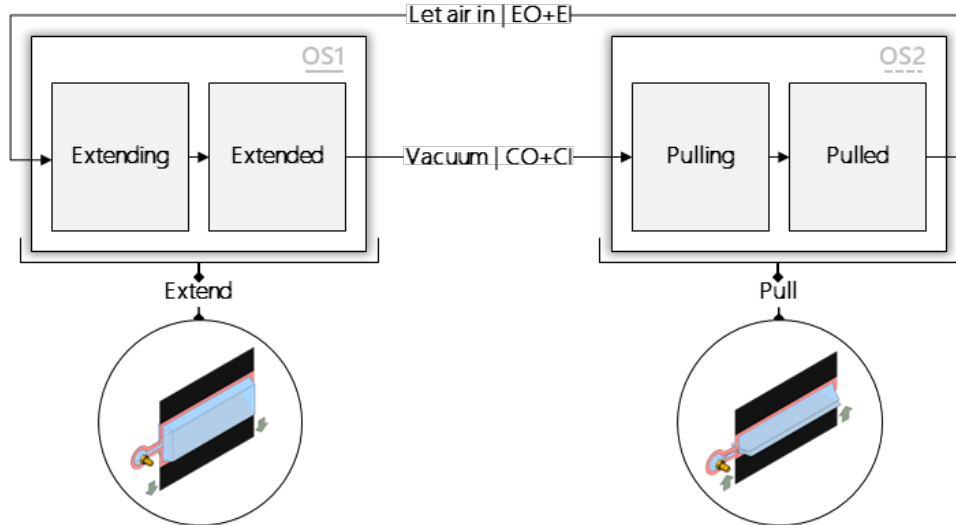 Let air in | EO+EI
OS1
OS2
Extending
Extended
Vacuum | CO+CI
Pulling
Pulled
Extend
Pull